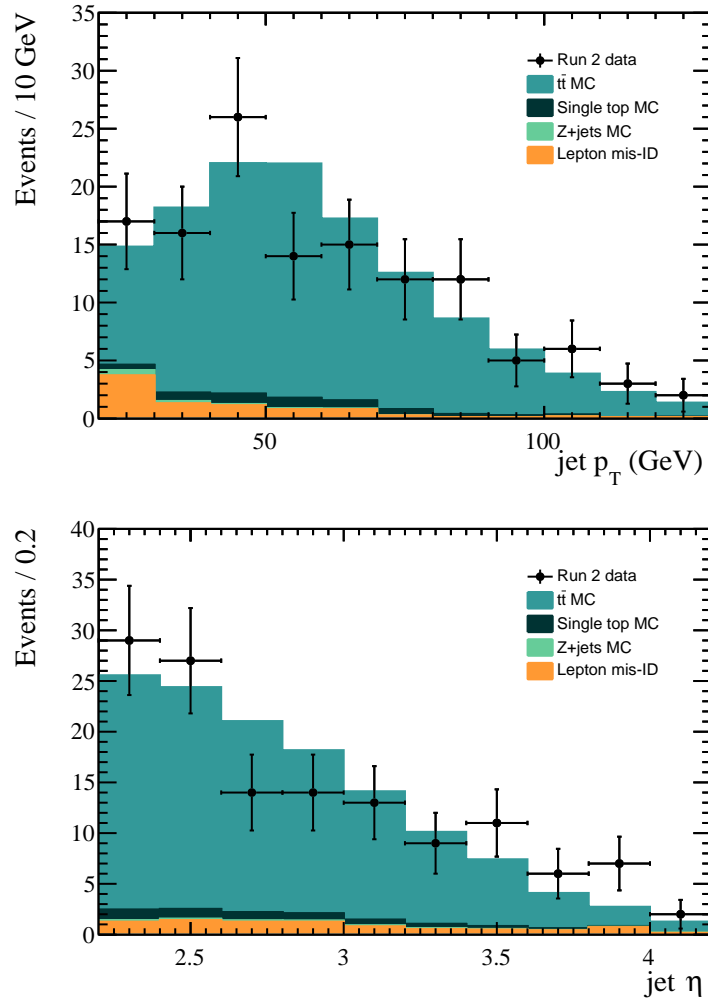 Events / 10 GeV
35
30
25
20
15
10
5
0
Run 2 data
tt̄ MC
Single top MC
Z+jets MC
Lepton mis-ID
50
100
jet p_T (GeV)
Events / 0.2
40
35
30
25
20
15
10
5
0
Run 2 data
tt̄ MC
Single top MC
Z+jets MC
Lepton mis-ID
2.5
3
3.5
4
jet η